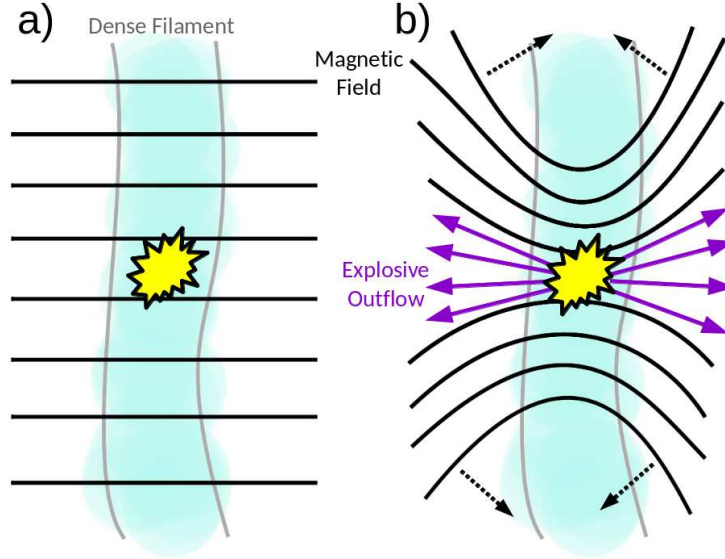 a)
Dense Filament
b)
Magnetic
Field
Explosive
Outflow